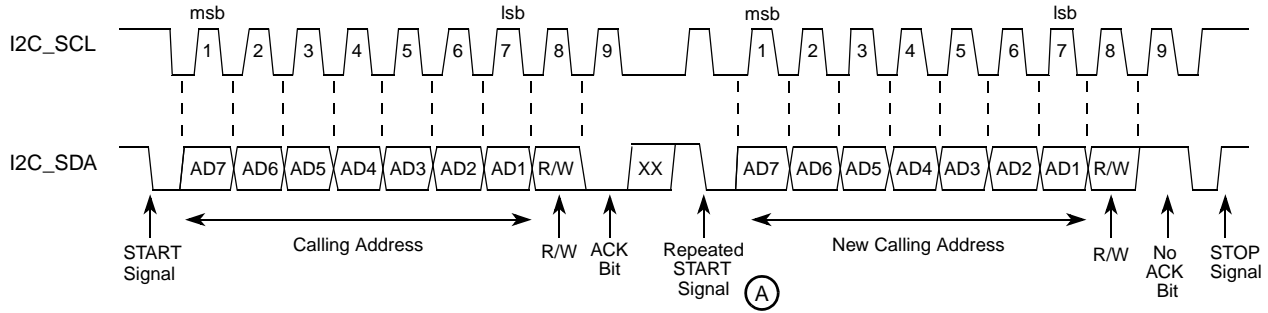 msb lsb msb lsb
I2C_SCL 1 2 3 4 5 6 7 8 9 1 2 3 4 5 6 7 8 9
I2C_SDA AD7 AD6 AD5 AD4 AD3 AD2 AD1 R/W XX AD7 AD6 AD5 AD4 AD3 AD2 AD1 R/W
START
Signal
Calling Address
R/W
ACK
Bit
Repeated
START
Signal
A
New Calling Address
R/W
No
ACK
Bit
STOP
Signal